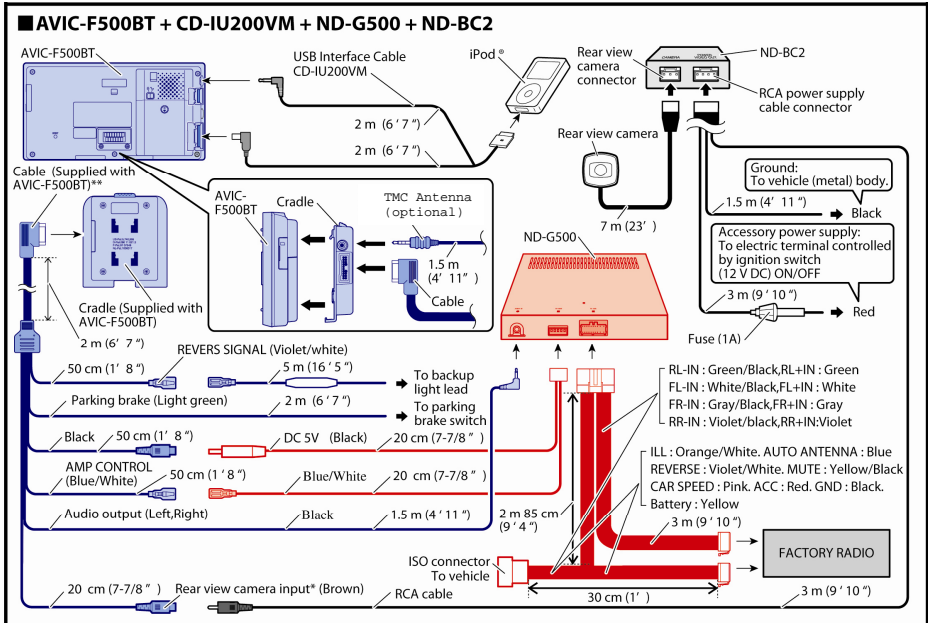 ■AVIC-F500BT + CD-IU200VM + ND-G500 + ND-BC2
AVIC-F500BT
USB Interface Cable
CD-IU200VM
iPod ®
2 m (6 ’ 7 “)
2 m (6 ’ 7 “)
Rear view
camera
connector
CAMERA
ND-BC2
RCA power supply
cable connector
Rear view camera
7 m (23’ )
Ground:
To vehicle (metal) body.
1.5 m (4’ 11 “)
Black
Accessory power supply:
To electric terminal controlled
by ignition switch
(12 V DC) ON/OFF
3 m (9 ’ 10 “)
Red
Fuse (1A)
Cable (Supplied with
AVIC-F500BT)**
Cradle (Supplied with
AVIC-F500BT)
2 m (6’ 7 “)
AVIC-
F500BT
Cradle
TMC Antenna
(optional)
1.5 m
(4’ 11” )
Cable
ND-G500
50 cm (1’ 8 “)
REVERS SIGNAL (Violet/white)
5 m (16 ’ 5 “)
To backup
light lead
Parking brake (Light green)
2 m (6 ’ 7 “)
To parking
brake switch
Black
50 cm (1’ 8 “)
DC 5V (Black)
20 cm (7-7/8 ” )
AMP CONTROL
(Blue/White)
50 cm (1 ’ 8 “)
Blue/White
20 cm (7-7/8 ” )
Audio output (Left,Right)
Black
1.5 m (4 ’ 11 “)
RL-IN : Green/Black,RL+IN : Green
FL-IN : White/Black,FL+IN : White
FR-IN : Gray/Black,FR+IN : Gray
RR-IN : Violet/black,RR+IN:Violet
ILL : Orange/White. AUTO ANTENNA : Blue
REVERSE : Violet/White. MUTE : Yellow/Black
CAR SPEED : Pink. ACC : Red. GND : Black.
Battery : Yellow
2 m 85 cm
(9 ’ 4 “)
3 m (9 ’ 10 “)
FACTORY RADIO
ISO connector
To vehicle
30 cm (1’ )
20 cm (7-7/8 ” )
Rear view camera input* (Brown)
RCA cable
3 m (9 ’ 10 “)